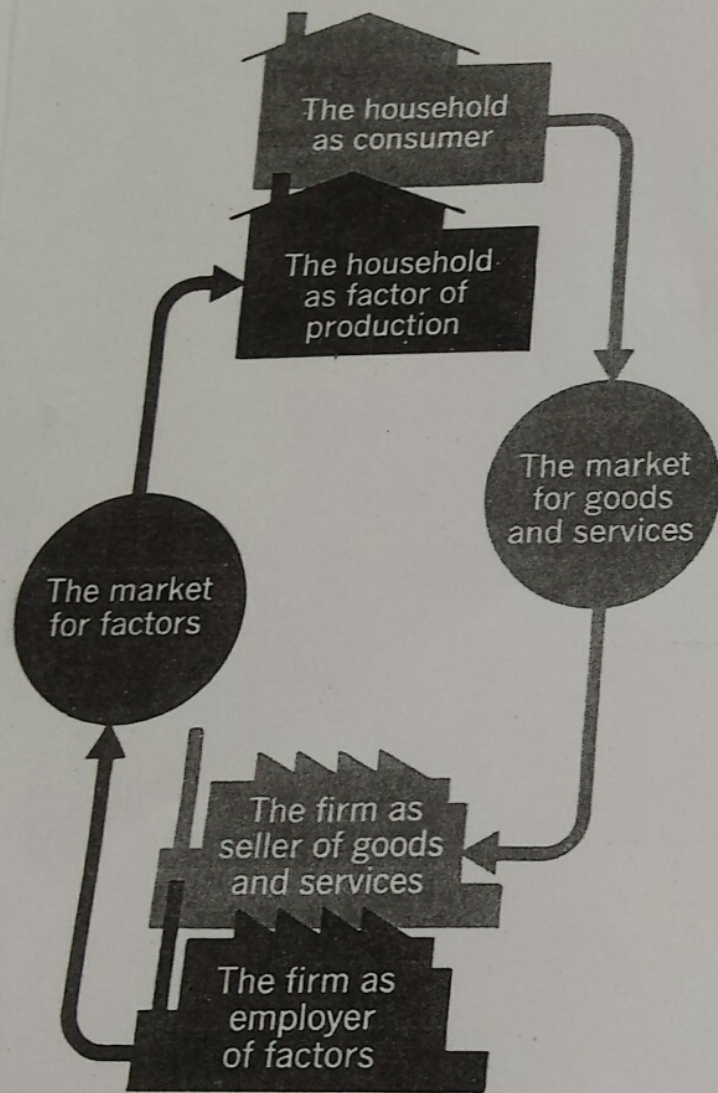 The household
as consumer
The household
as factor of
production
The market
for goods
and services
The market
for factors
The firm as
seller of goods
and services
The firm as
employer
of factors